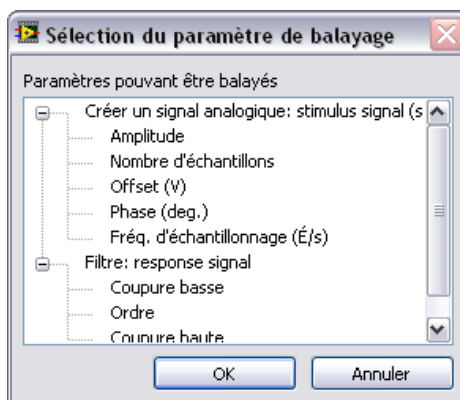 Sélection du paramètre de balayage
Paramètres pouvant être balayés
Créer un signal analogique: stimulus signal (s
Amplitude
Nombre d'échantillons
Offset (V)
Phase (deg.)
Fréq. d'échantillonnage (É/s)
Filtre: response signal
Coupure basse
Ordre
Coupure haute
OK
Annuler